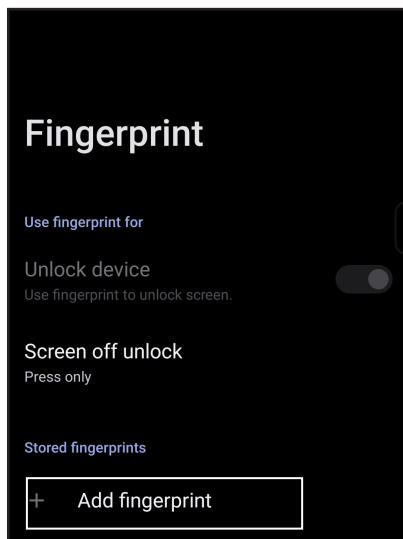 Fingerprint
Use fingerprint for
Unlock device
Use fingerprint to unlock screen.
Screen off unlock
Press only
Stored fingerprints
+ Add fingerprint